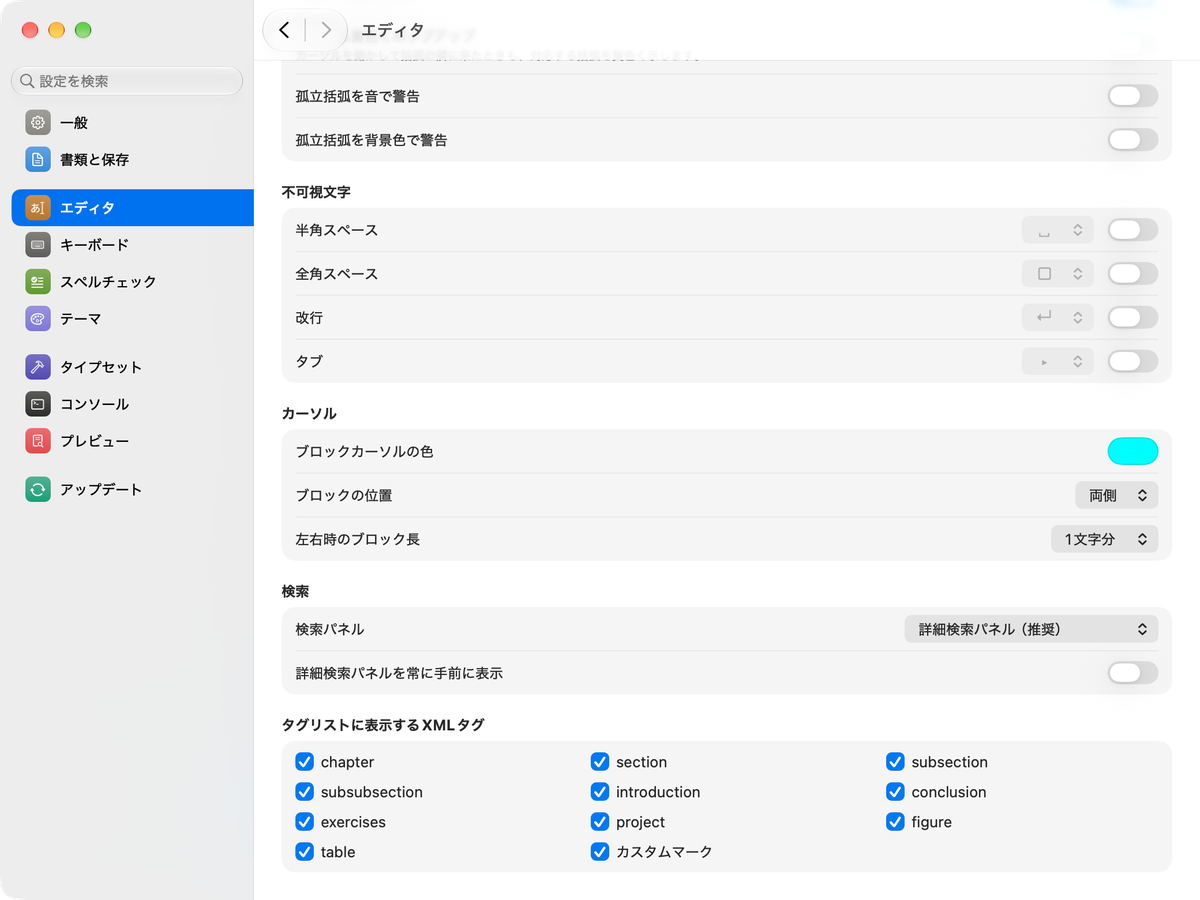 エディタ
設定を検索
一般
書類と保存
エディタ
キーボード
スペルチェック
テーマ
タイプセット
コンソール
プレビュー
アップデート
孤立括弧を音で警告
孤立括弧を背景色で警告
不可視文字
半角スペース
全角スペース
改行
タブ
カーソル
ブロックカーソルの色
ブロックの位置 両側
左右時のブロック長 1文字分
検索
検索パネル 詳細検索パネル（推奨）
詳細検索パネルを常に手前に表示
タグリストに表示するXMLタグ
chapter section subsection
subsubsection introduction conclusion
exercises project figure
table カスタムマーク